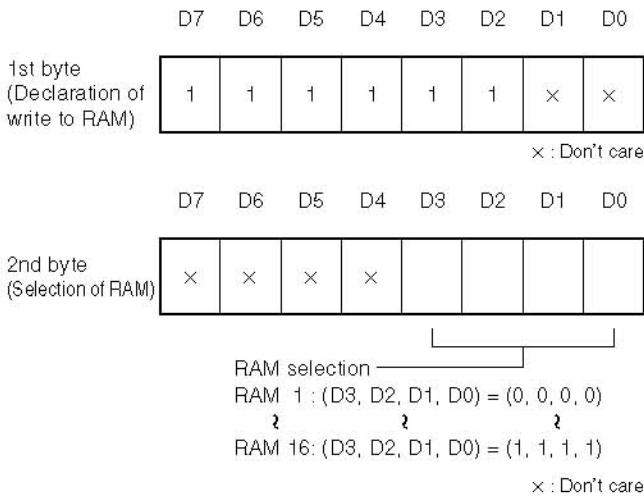 D7 D6 D5 D4 D3 D2 D1 D0
1st byte
(Declaration of
write to RAM)
1 1 1 1 1 1 × ×
× : Don't care
D7 D6 D5 D4 D3 D2 D1 D0
2nd byte
(Selection of RAM)
× × × ×
RAM selection
RAM 1 : (D3, D2, D1, D0) = (0, 0, 0, 0)
≀ ≀ ≀
RAM 16: (D3, D2, D1, D0) = (1, 1, 1, 1)
× : Don't care